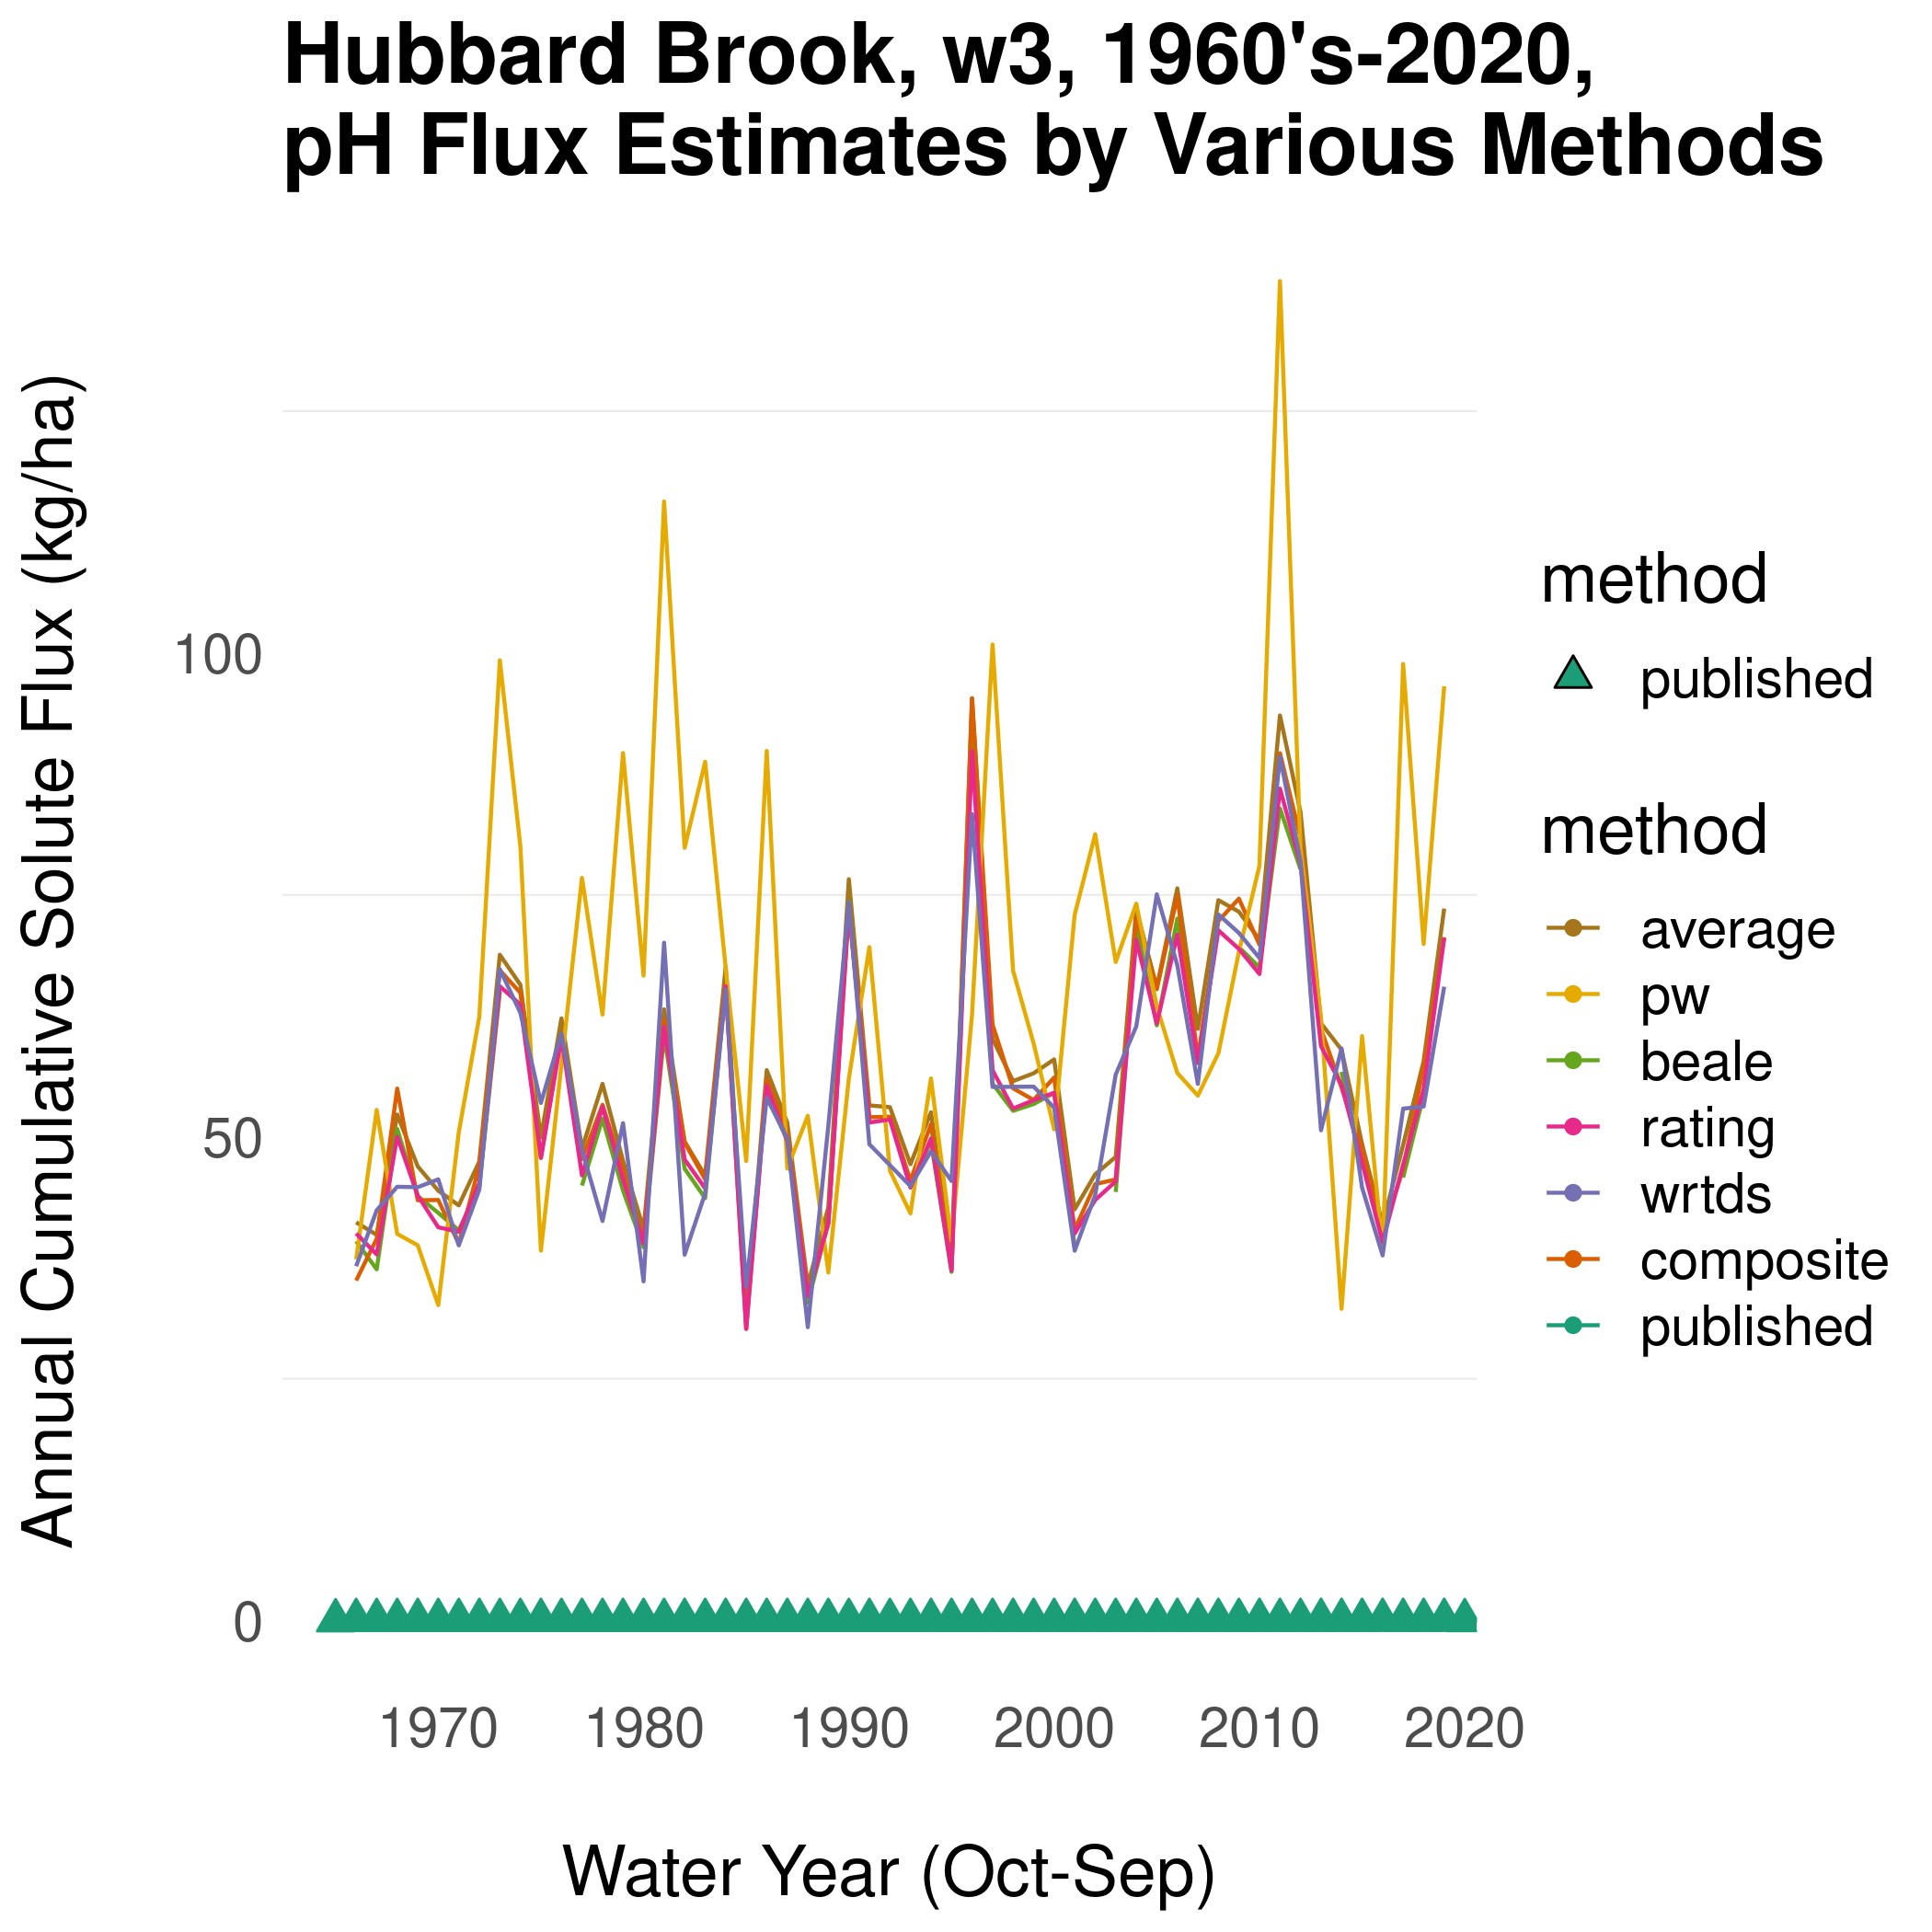 Hubbard Brook, w3, 1960's-2020,
pH Flux Estimates by Various Methods
Annual Cumulative Solute Flux (kg/ha)
100
50
0
1970 1980 1990 2000 2010 2020
Water Year (Oct-Sep)
method
published
method
average
pw
beale
rating
wrtds
composite
published